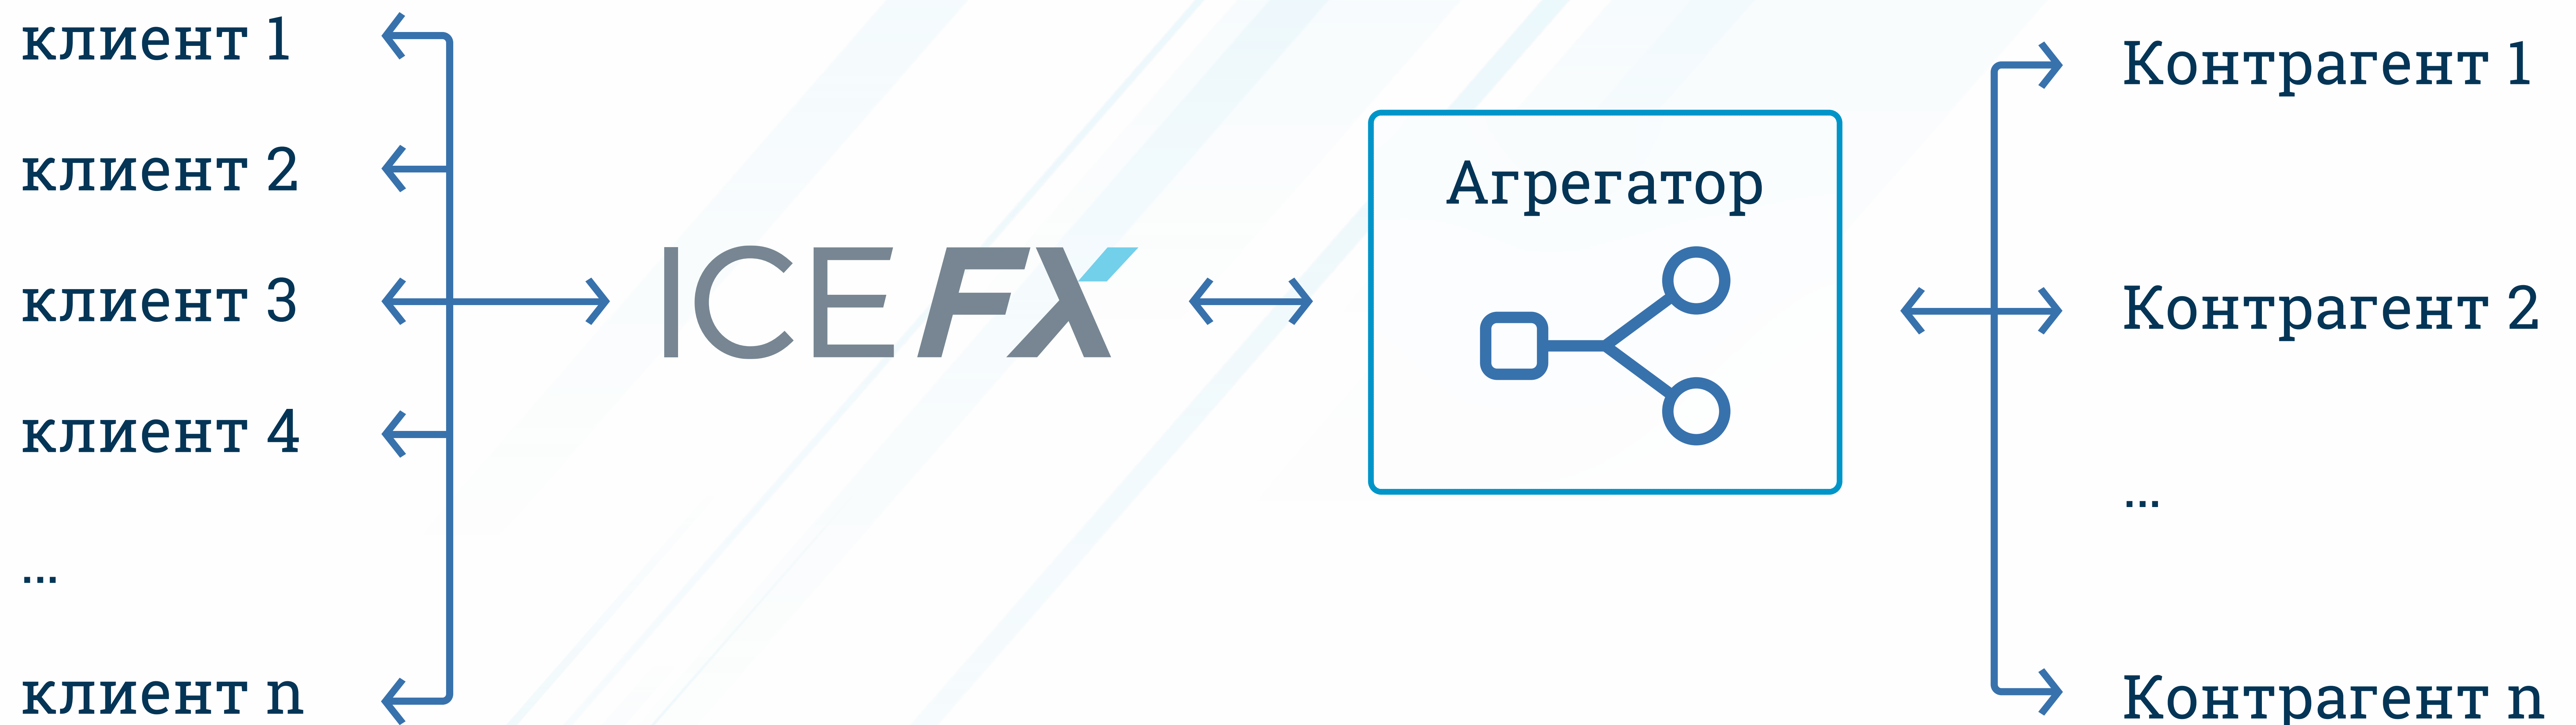 клиент 1
клиент 2
клиент 3
клиент 4
...
клиент n
ICE FX
Агрегатор
Контрагент 1
Контрагент 2
...
Контрагент n